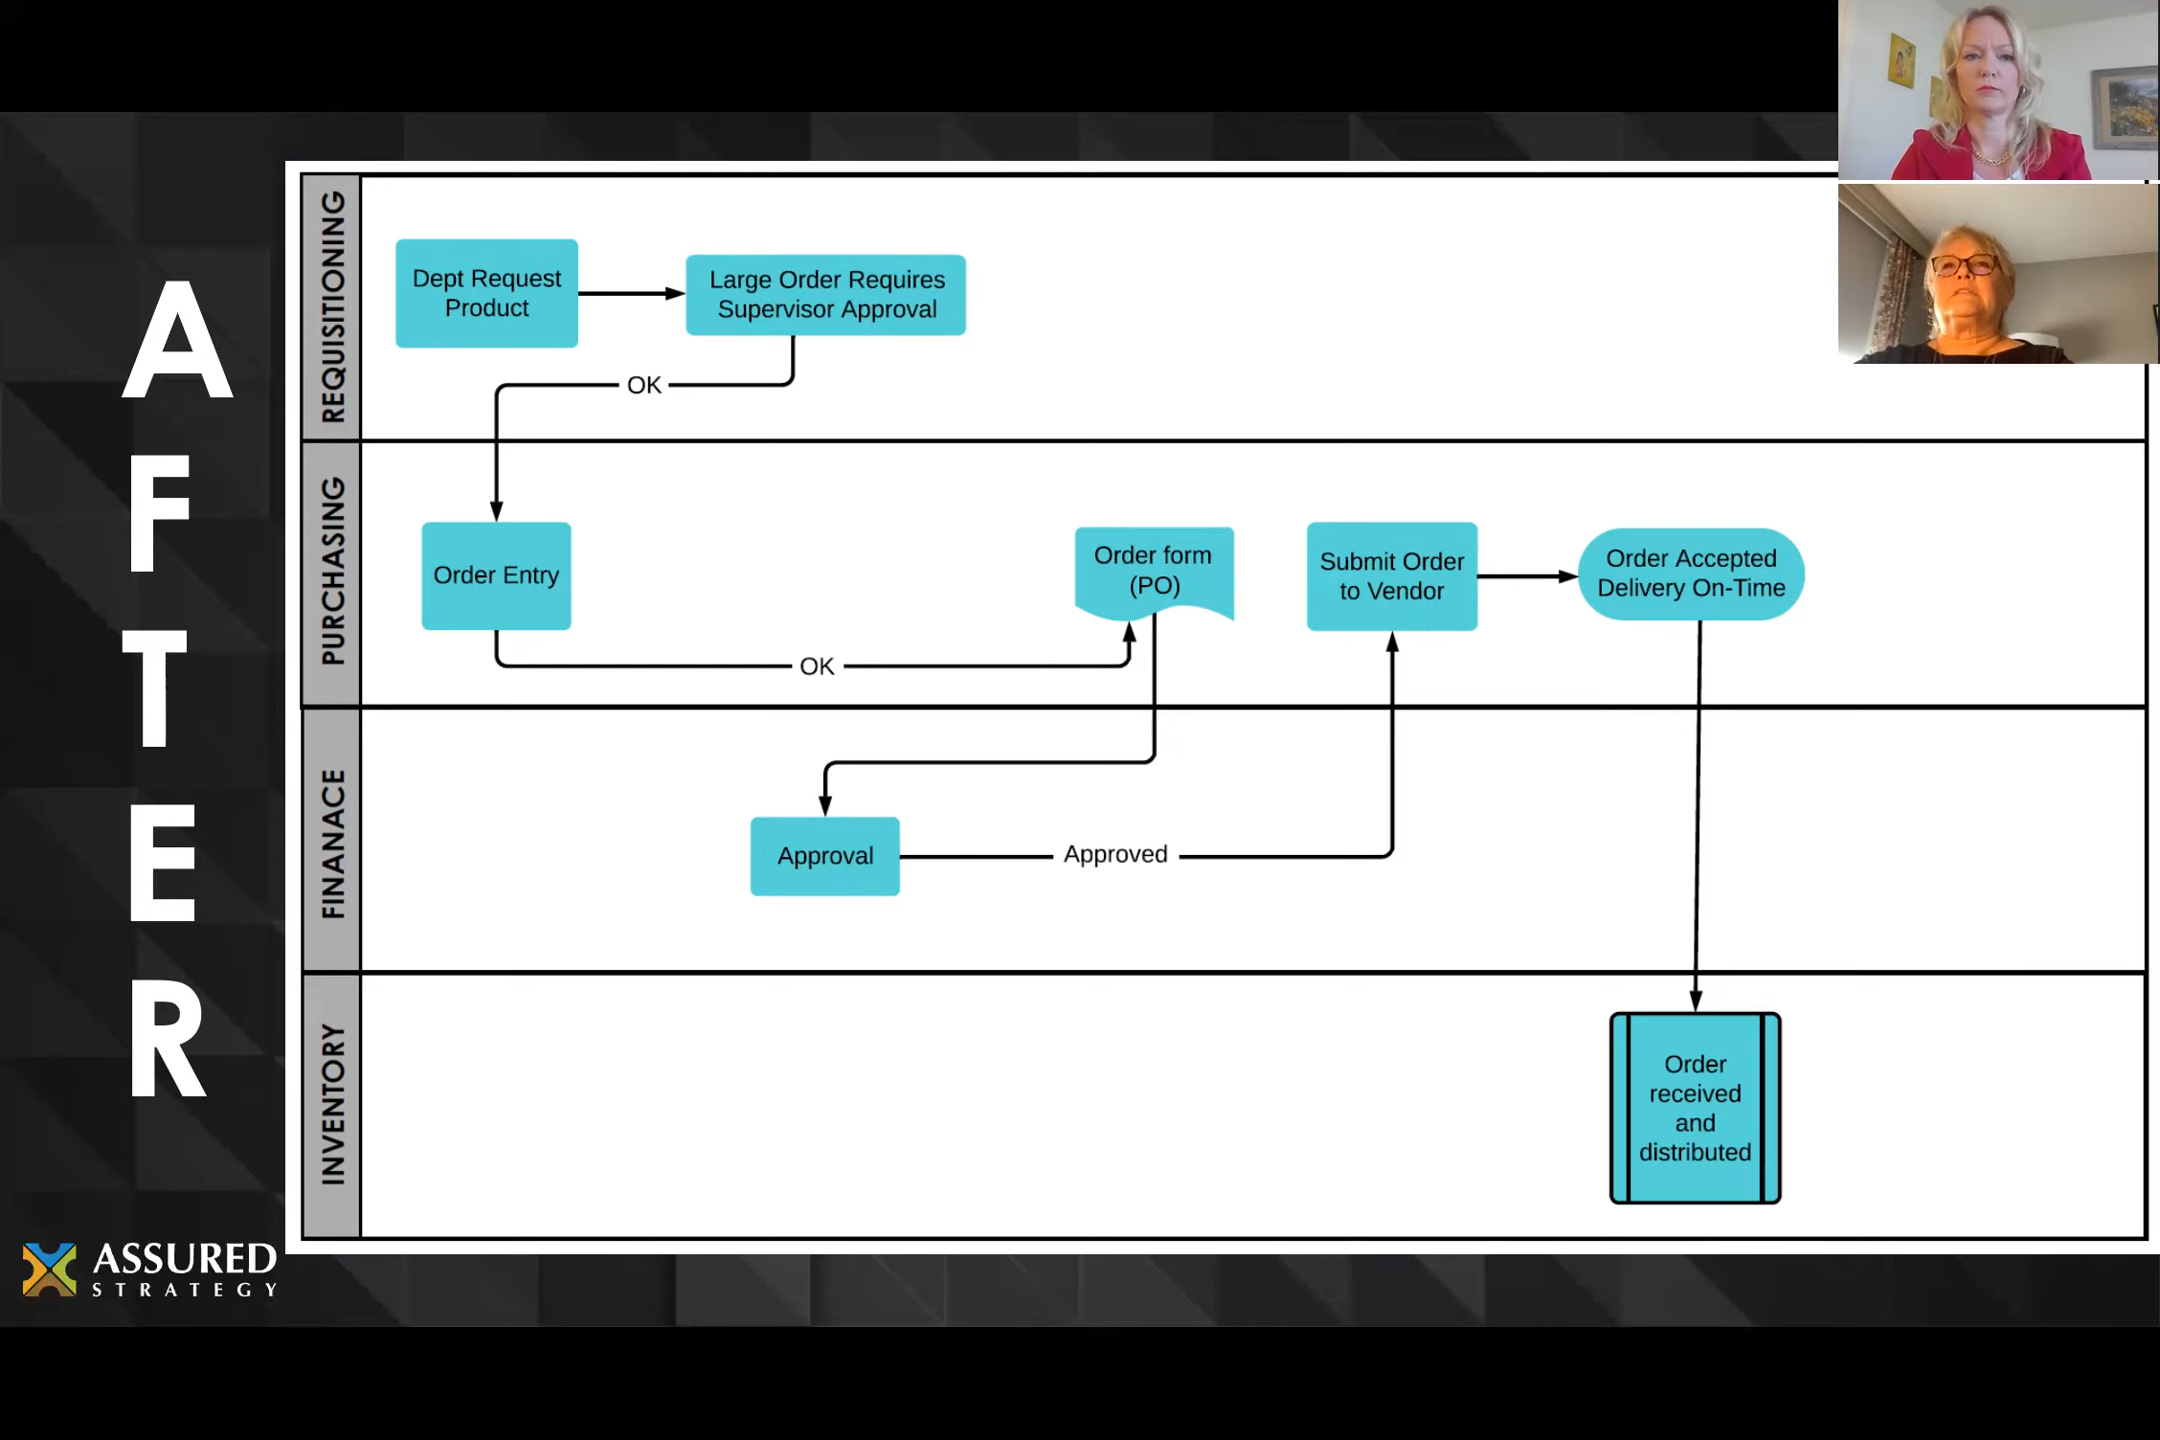 AFTER
REQUISITIONING
Dept Request
Product
Large Order Requires
Supervisor Approval
OK
PURCHASING
Order Entry
Order form
(PO)
Submit Order
to Vendor
Order Accepted
Delivery On-Time
OK
FINANACE
Approval
Approved
INVENTORY
Order
received
and
distributed
ASSURED
STRATEGY